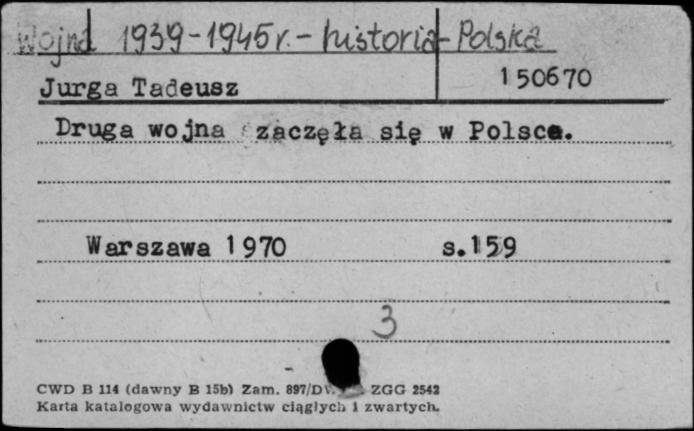 Wojna 1939-1945 r. - historia - Polska
Jurga Tadeusz 150670
Druga wojna zaczęła się w Polsce.
Warszawa 1970 s.159
3
CWD B 114 (dawny B 15b) Zam. 897/ ZGG 2542
Karta katalogowa wydawnictw ciągłych i zwartych.